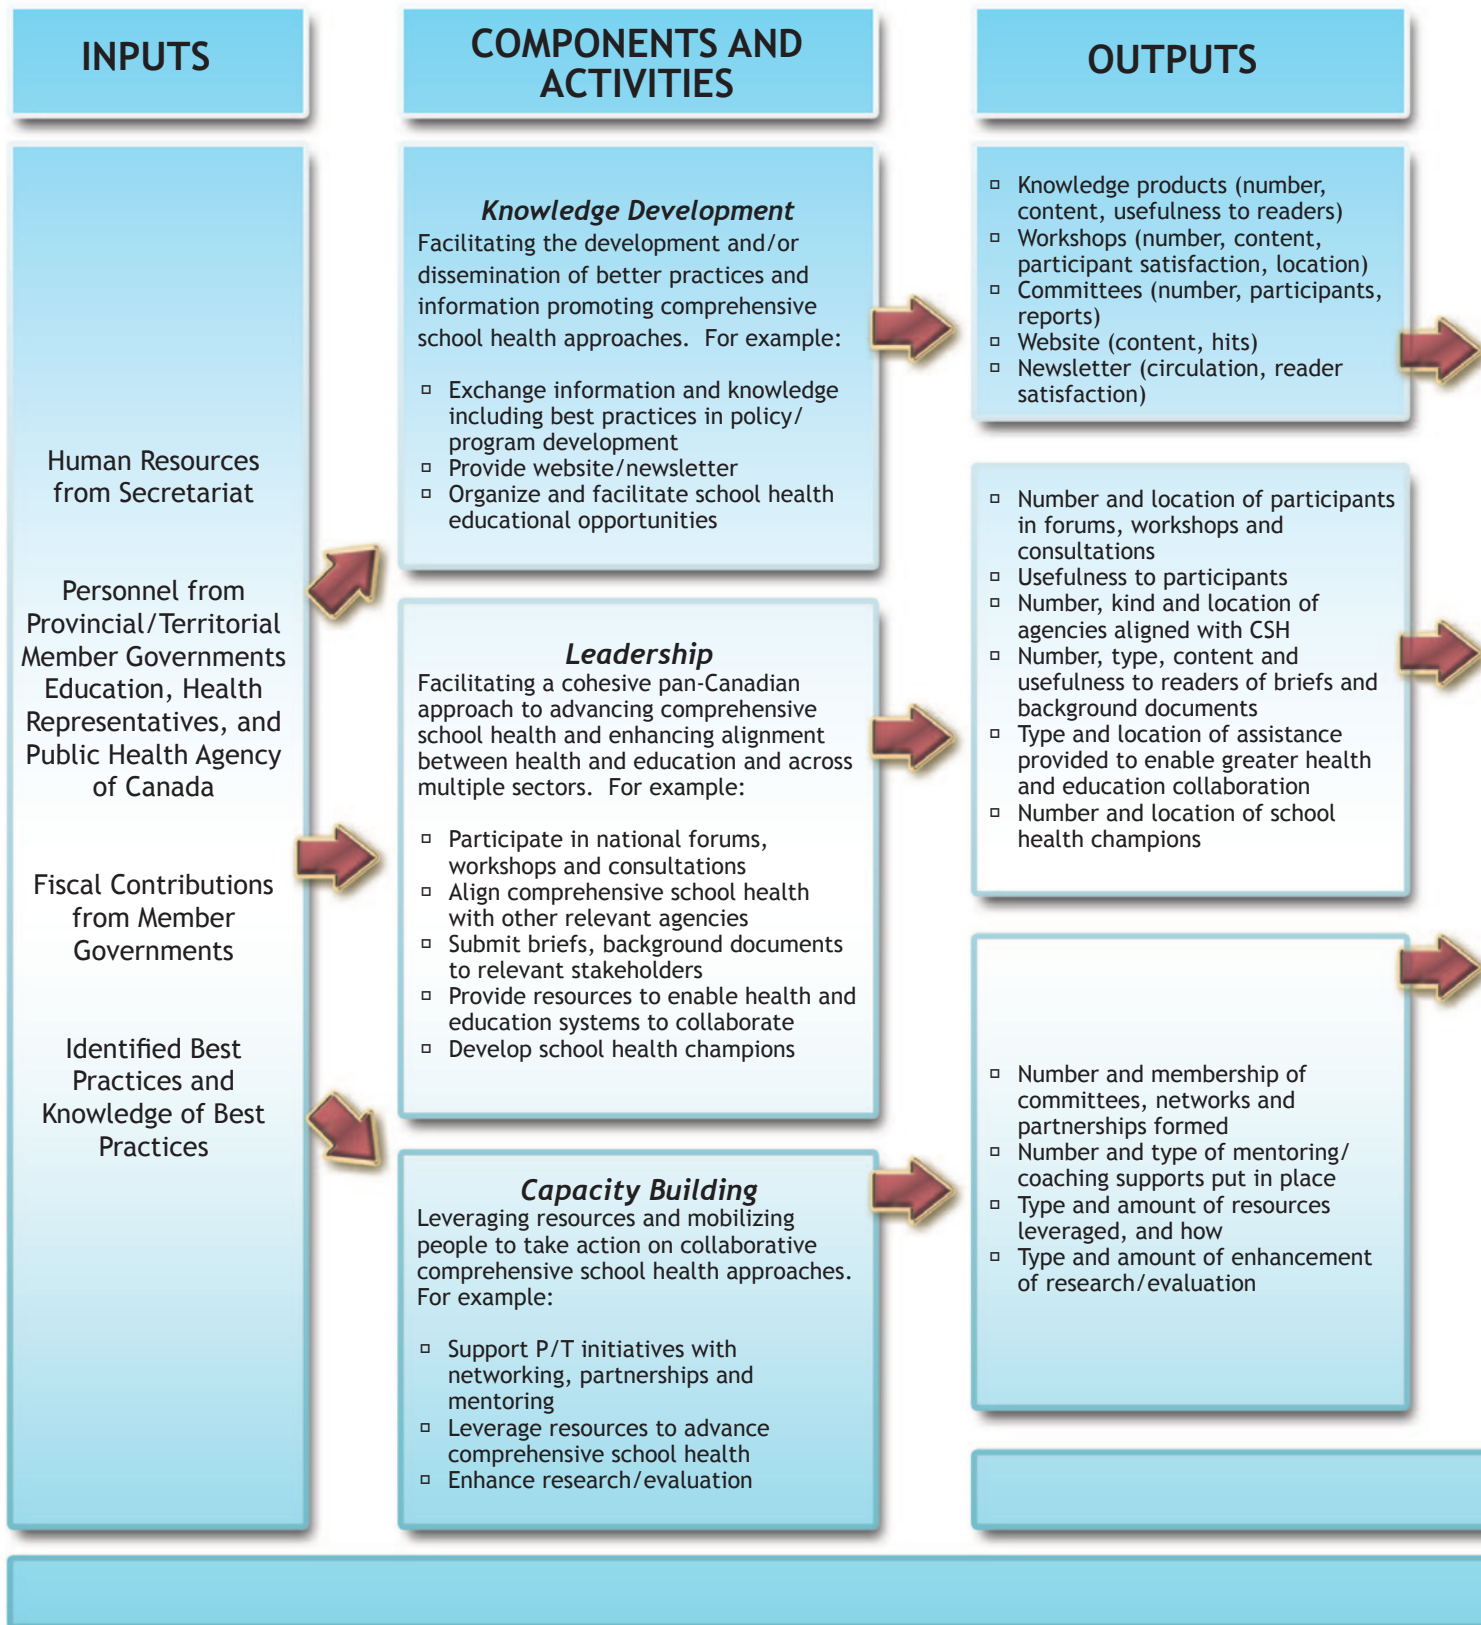 INPUTS
COMPONENTS AND
ACTIVITIES
OUTPUTS
Human Resources
from Secretariat
Personnel from
Provincial/Territorial
Member Governments
Education, Health
Representatives, and
Public Health Agency
of Canada
Fiscal Contributions
from Member
Governments
Identified Best
Practices and
Knowledge of Best
Practices
Knowledge Development
Facilitating the development and/or
dissemination of better practices and
information promoting comprehensive
school health approaches. For example:
▫ Exchange information and knowledge
including best practices in policy/
program development
▫ Provide website/newsletter
▫ Organize and facilitate school health
educational opportunities
Leadership
Facilitating a cohesive pan-Canadian
approach to advancing comprehensive
school health and enhancing alignment
between health and education and across
multiple sectors. For example:
▫ Participate in national forums,
workshops and consultations
▫ Align comprehensive school health
with other relevant agencies
▫ Submit briefs, background documents
to relevant stakeholders
▫ Provide resources to enable health and
education systems to collaborate
▫ Develop school health champions
Capacity Building
Leveraging resources and mobilizing
people to take action on collaborative
comprehensive school health approaches.
For example:
▫ Support P/T initiatives with
networking, partnerships and
mentoring
▫ Leverage resources to advance
comprehensive school health
▫ Enhance research/evaluation
▫ Knowledge products (number,
content, usefulness to readers)
▫ Workshops (number, content,
participant satisfaction, location)
▫ Committees (number, participants,
reports)
▫ Website (content, hits)
▫ Newsletter (circulation, reader
satisfaction)
▫ Number and location of participants
in forums, workshops and
consultations
▫ Usefulness to participants
▫ Number, kind and location of
agencies aligned with CSH
▫ Number, type, content and
usefulness to readers of briefs and
background documents
▫ Type and location of assistance
provided to enable greater health
and education collaboration
▫ Number and location of school
health champions
▫ Number and membership of
committees, networks and
partnerships formed
▫ Number and type of mentoring/
coaching supports put in place
▫ Type and amount of resources
leveraged, and how
▫ Type and amount of enhancement
of research/evaluation